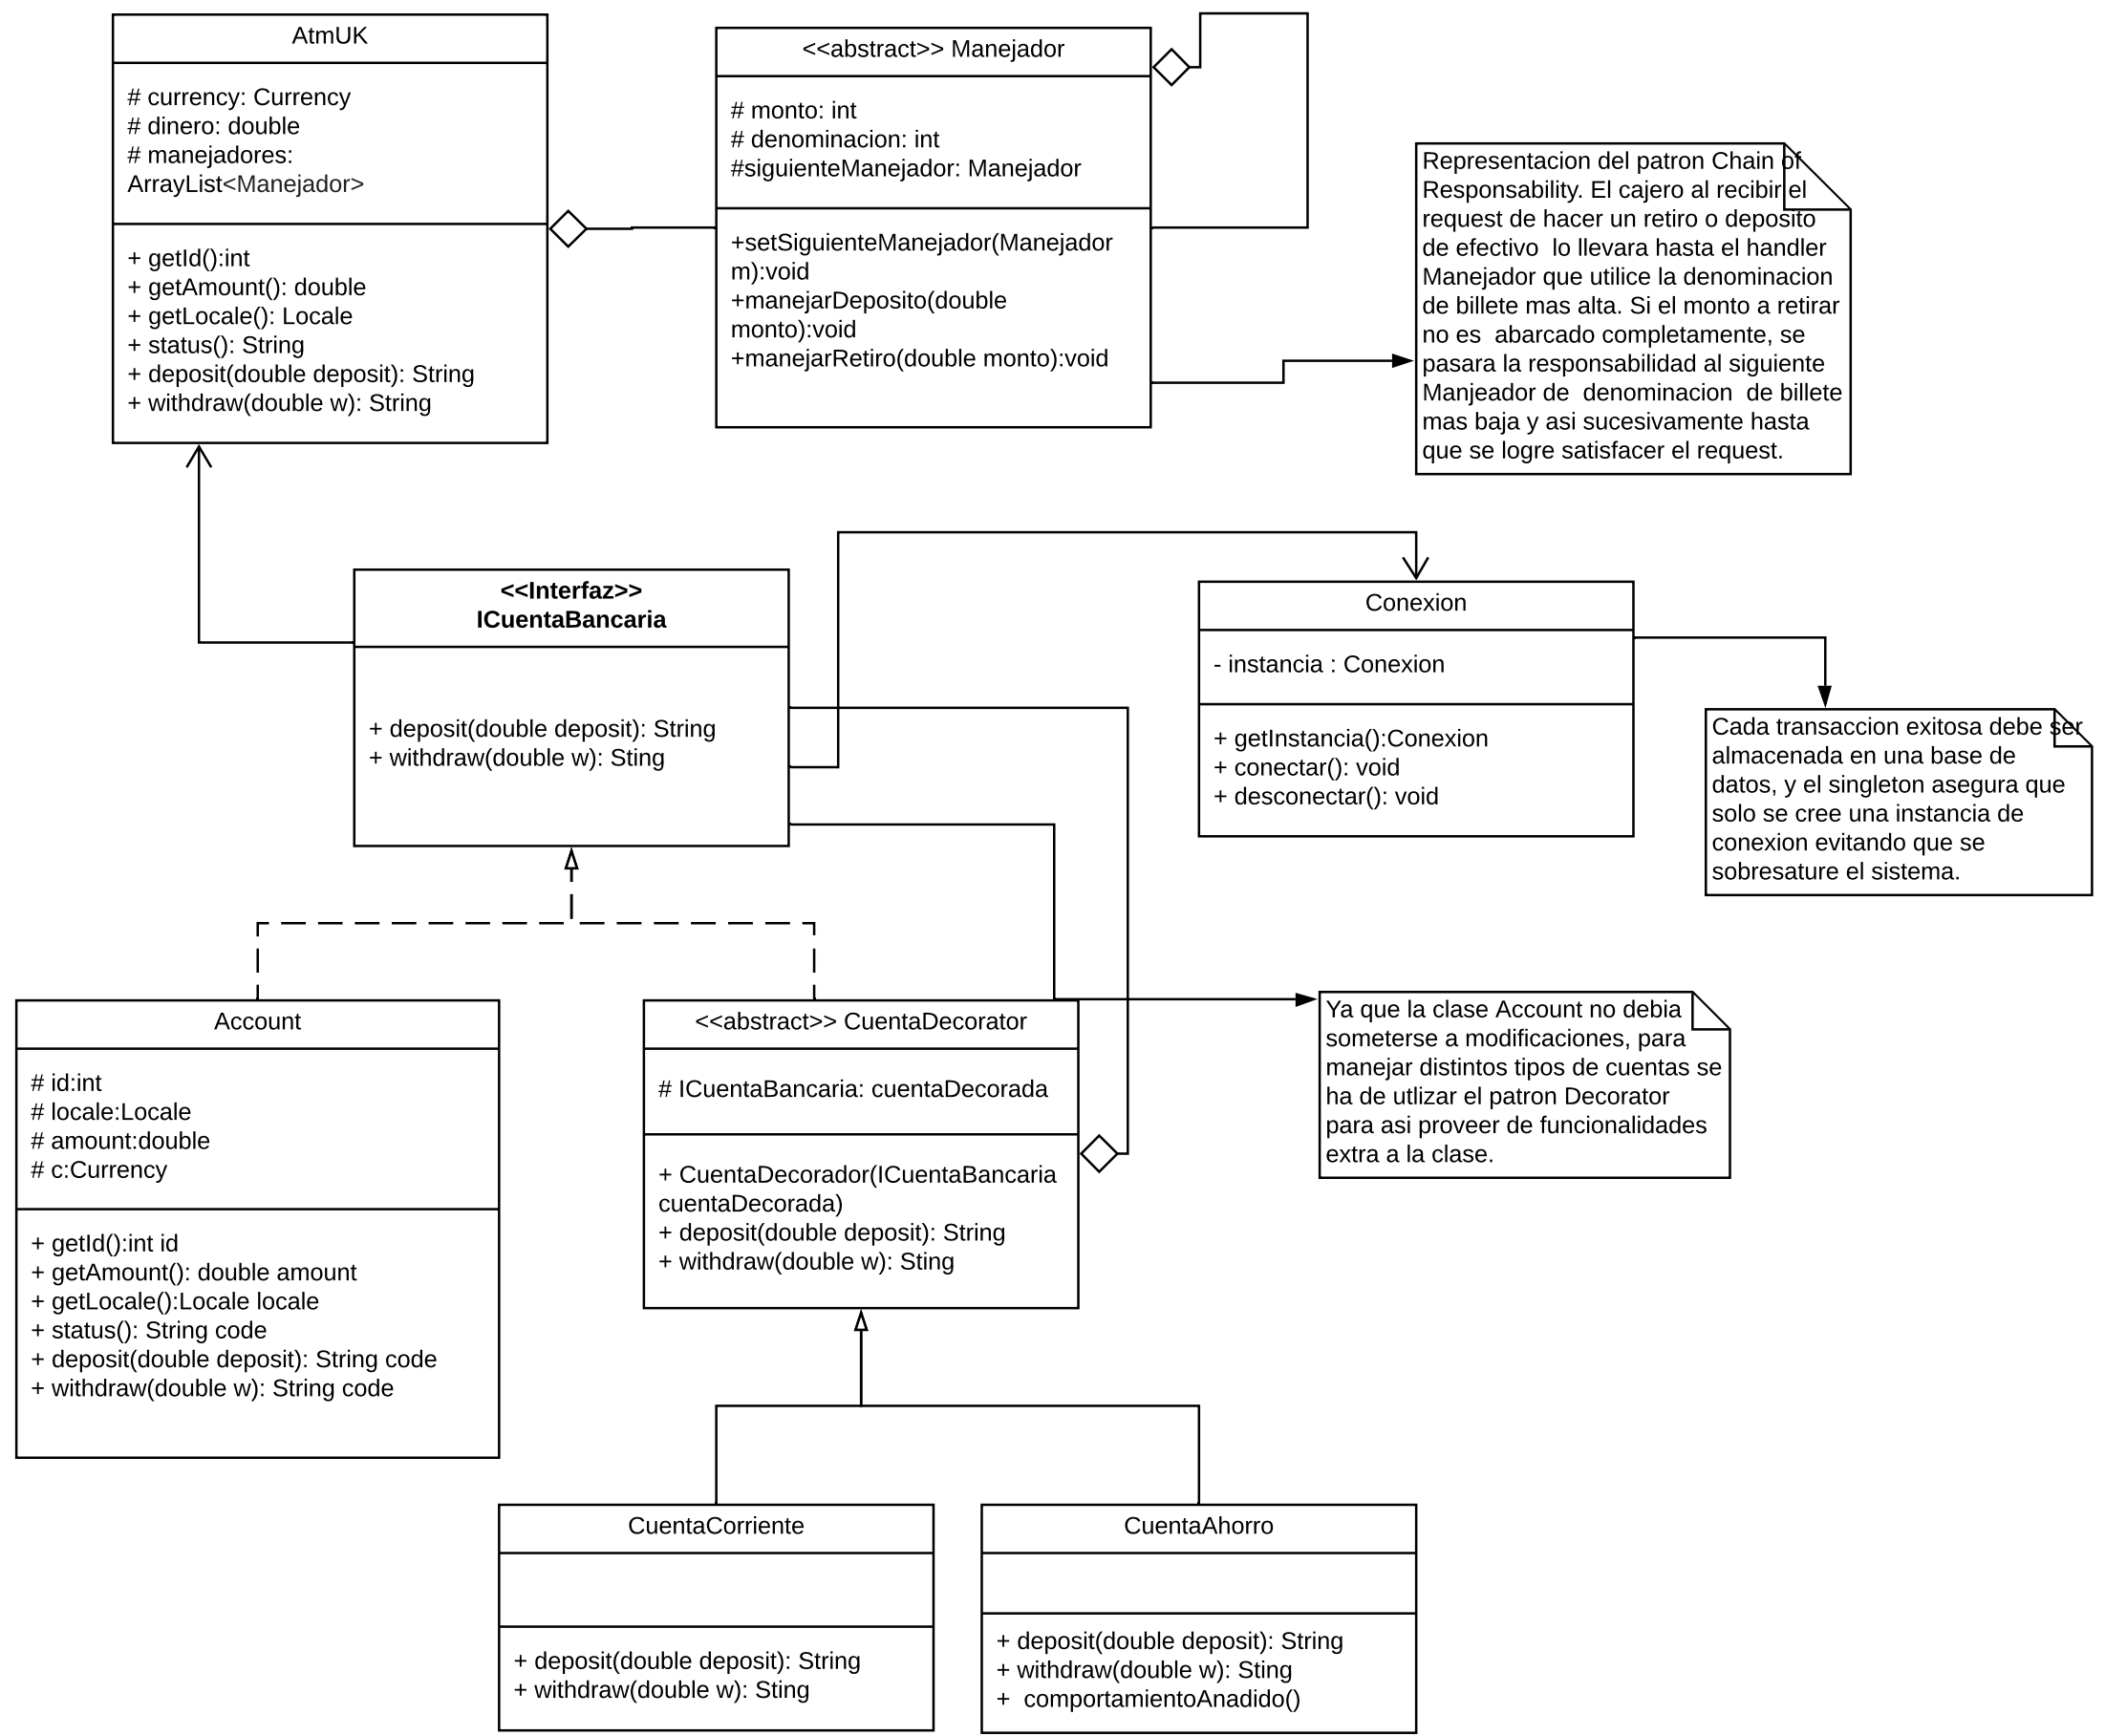 AtmUK
# currency: Currency
# dinero: double
# manejadores:
ArrayList<Manejador>
+ getId():int
+ getAmount(): double
+ getLocale(): Locale
+ status(): String
+ deposit(double deposit): String
+ withdraw(double w): String
<<abstract>> Manejador
# monto: int
# denominacion: int
#siguienteManejador: Manejador
+setSiguienteManejador(Manejador
m):void
+manejarDeposito(double
monto):void
+manejarRetiro(double monto):void
Representacion del patron Chain of
Responsability. El cajero al recibir el
request de hacer un retiro o deposito
de efectivo  lo llevara hasta el handler
Manejador que utilice la denominacion
de billete mas alta. Si el monto a retirar
no es  abarcado completamente, se
pasara la responsabilidad al siguiente
Manjeador de  denominacion  de billete
mas baja y asi sucesivamente hasta
que se logre satisfacer el request.
<<Interfaz>>
ICuentaBancaria
+ deposit(double deposit): String
+ withdraw(double w): Sting
Conexion
- instancia : Conexion
+ getInstancia():Conexion
+ conectar(): void
+ desconectar(): void
Cada transaccion exitosa debe ser
almacenada en una base de
datos, y el singleton asegura que
solo se cree una instancia de
conexion evitando que se
sobresature el sistema.
Account
# id:int
# locale:Locale
# amount:double
# c:Currency
+ getId():int id
+ getAmount(): double amount
+ getLocale():Locale locale
+ status(): String code
+ deposit(double deposit): String code
+ withdraw(double w): String code
<<abstract>> CuentaDecorator
# ICuentaBancaria: cuentaDecorada
+ CuentaDecorador(ICuentaBancaria
cuentaDecorada)
+ deposit(double deposit): String
+ withdraw(double w): Sting
Ya que la clase Account no debia
someterse a modificaciones, para
manejar distintos tipos de cuentas se
ha de utlizar el patron Decorator
para asi proveer de funcionalidades
extra a la clase.
CuentaCorriente
+ deposit(double deposit): String
+ withdraw(double w): Sting
CuentaAhorro
+ deposit(double deposit): String
+ withdraw(double w): Sting
+  comportamientoAnadido()